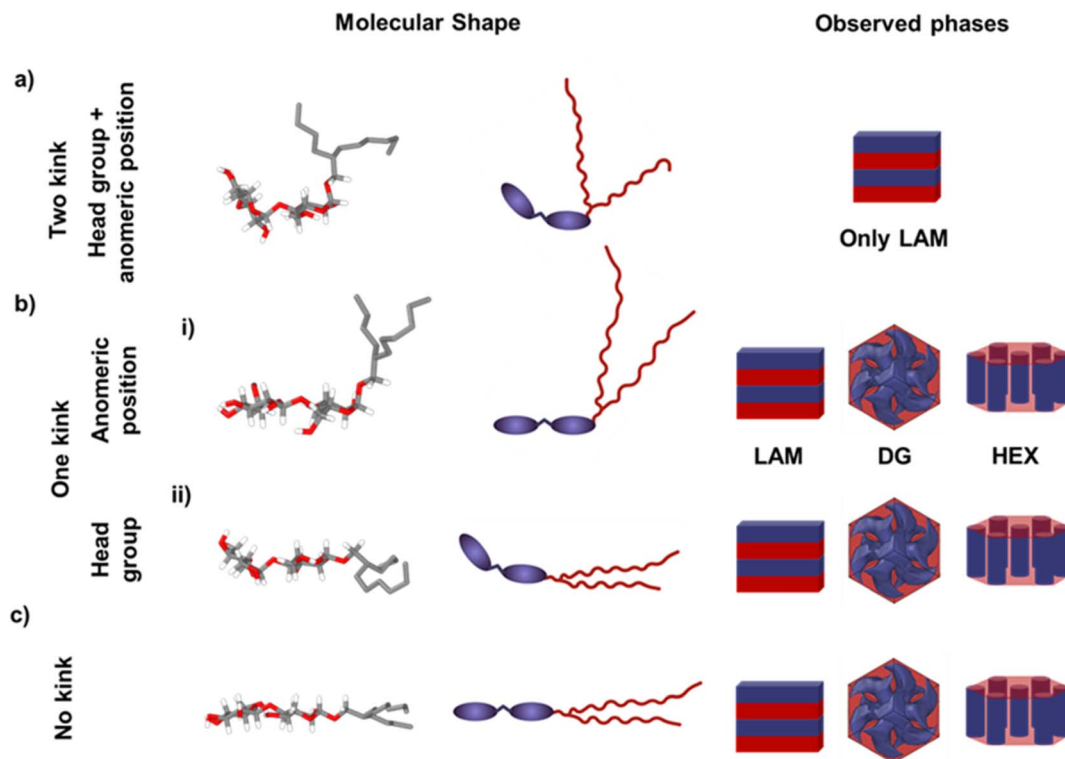 Molecular Shape
Observed phases
a)
Two kink
Head group +
anomeric position
Only LAM
b)
One kink
i)
Anomeric
position
LAM
DG
HEX
ii)
Head
group
c)
No kink